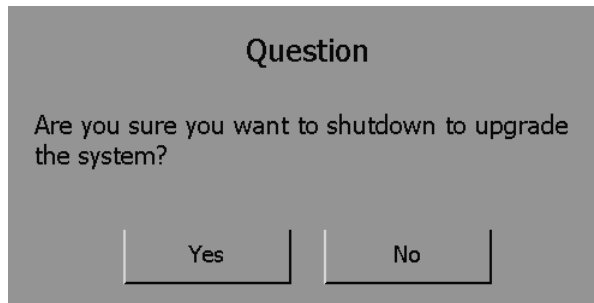 Question
Are you sure you want to shutdown to upgrade
the system?
Yes
No